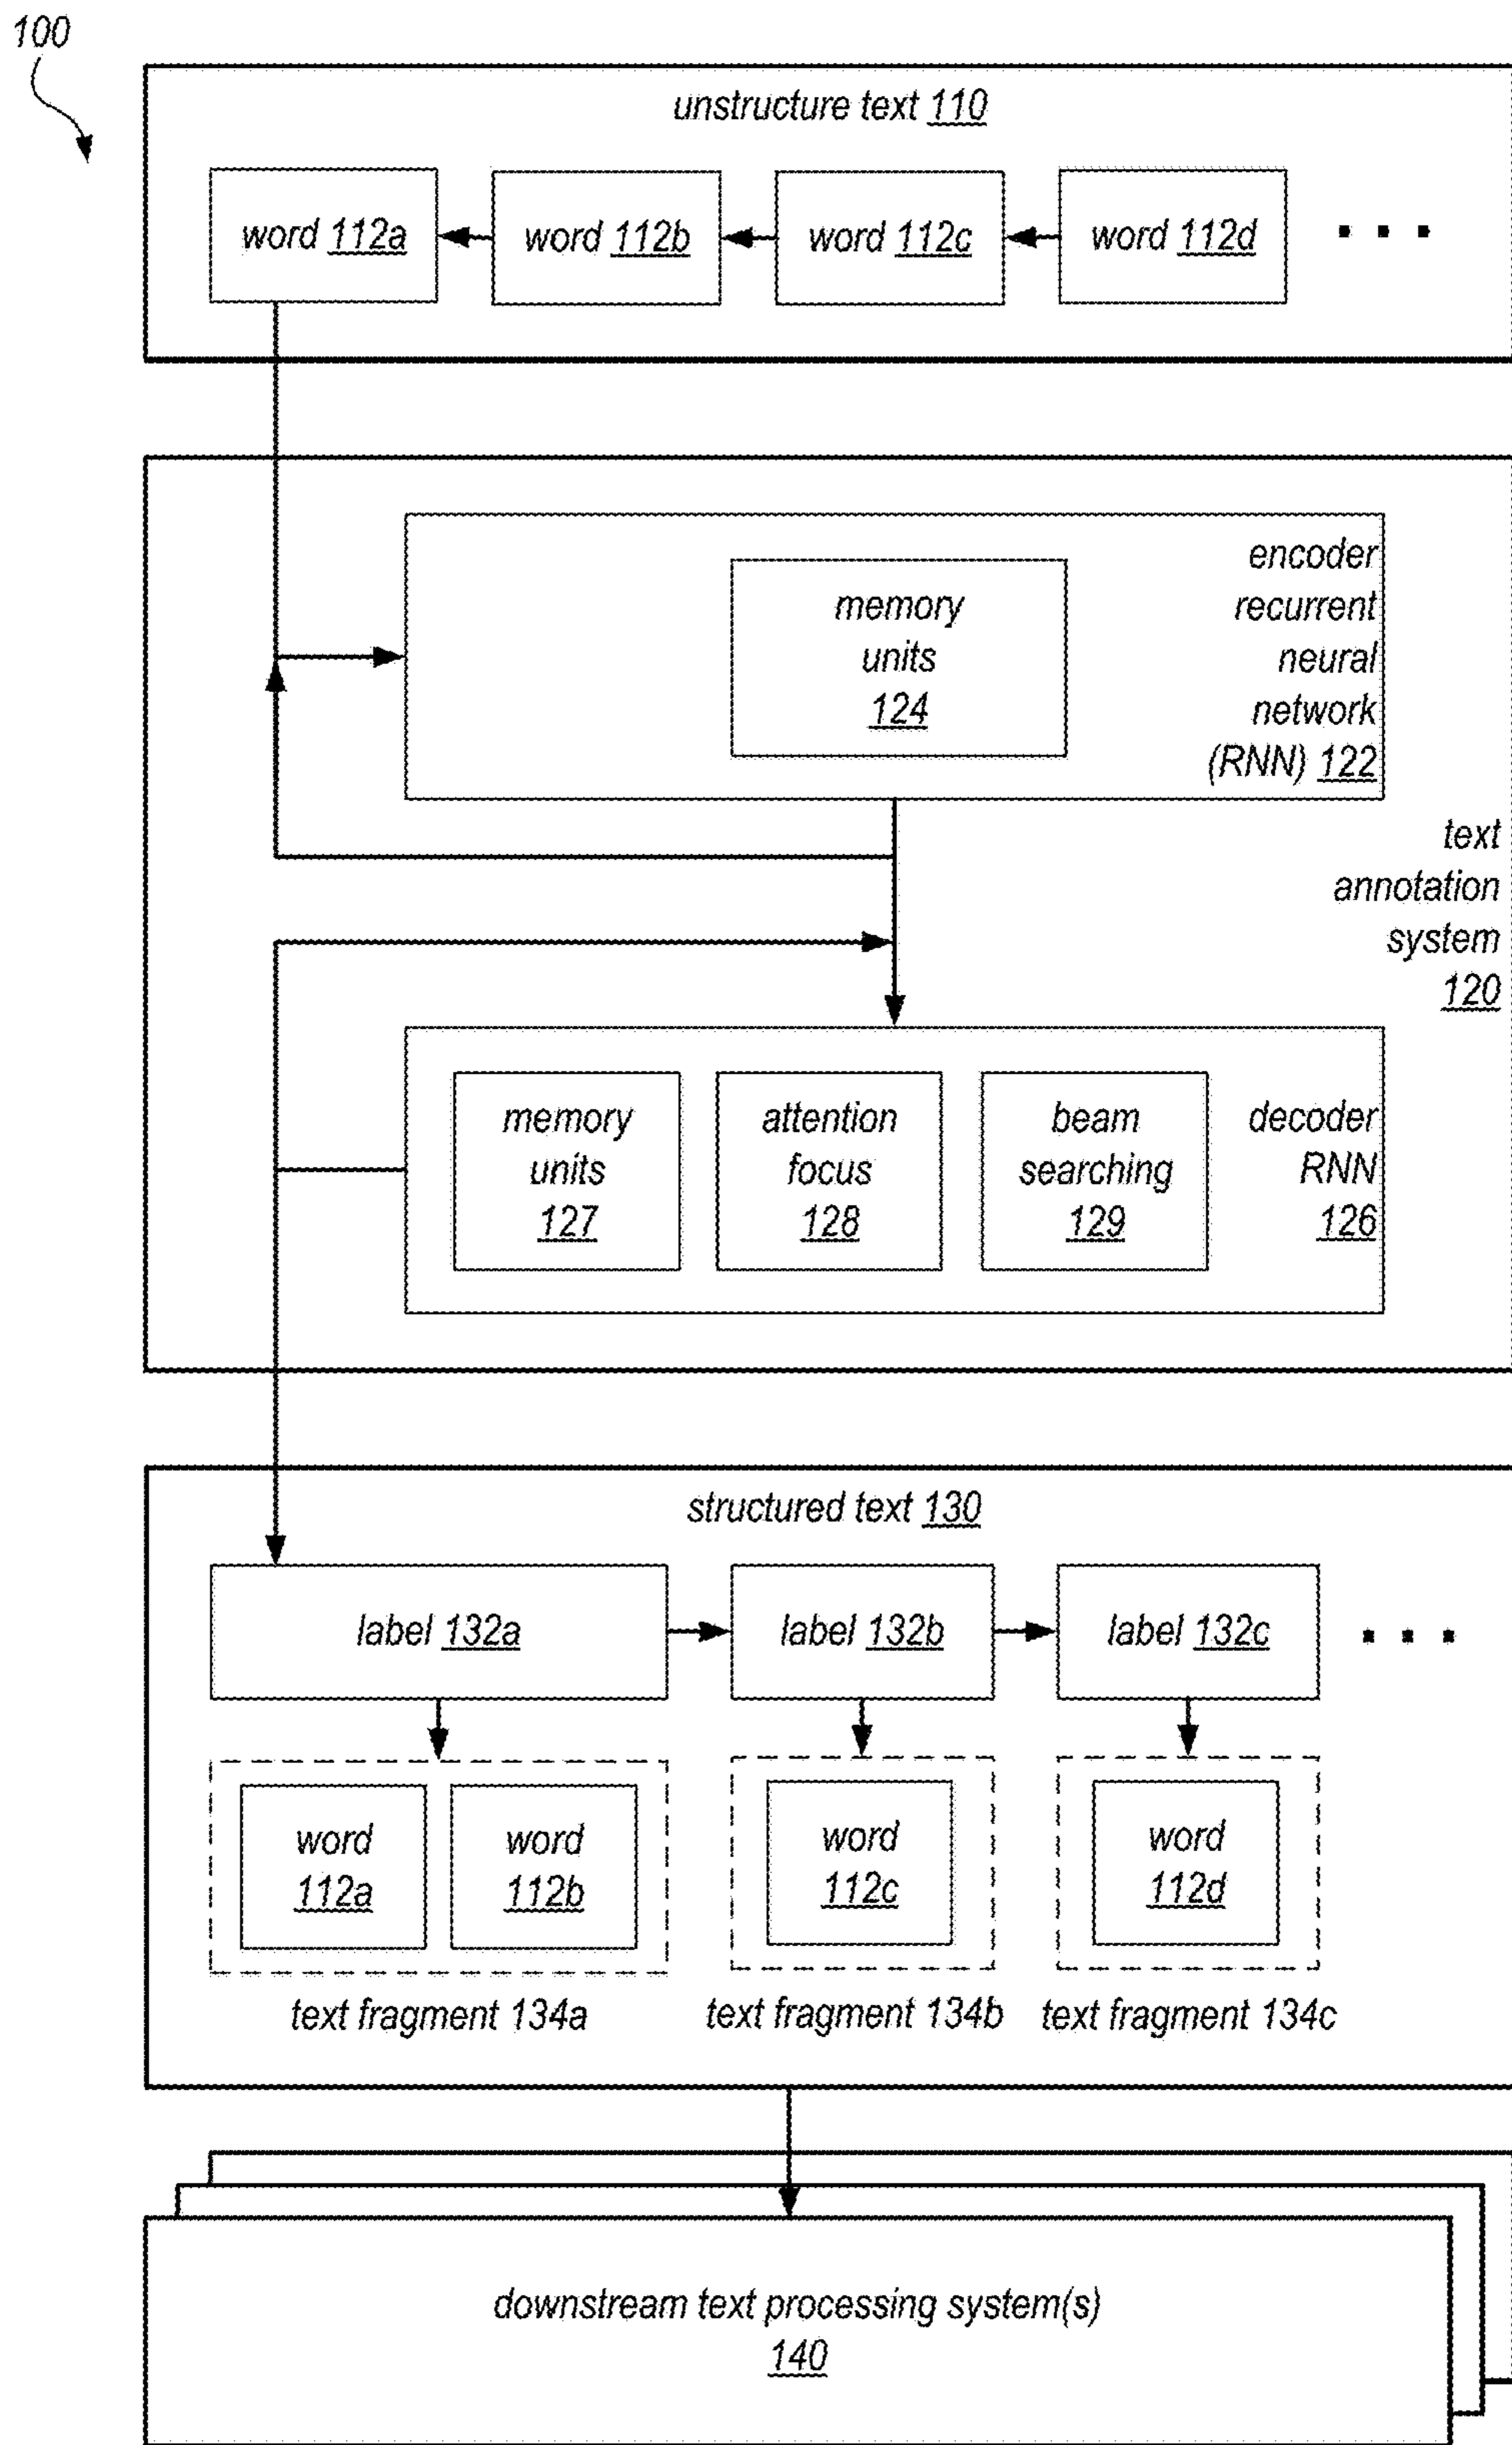 100
unstructure text 110
word 112a
word 112b
word 112c
word 112d
memory
units
124
encoder
recurrent
neural
network
(RNN) 122
text
annotation
system
120
memory
units
127
attention
focus
128
beam
searching
129
decoder
RNN
126
structured text 130
label 132a
label 132b
label 132c
word
112a
word
112b
word
112c
word
112d
text fragment 134a
text fragment 134b
text fragment 134c
downstream text processing system(s)
140